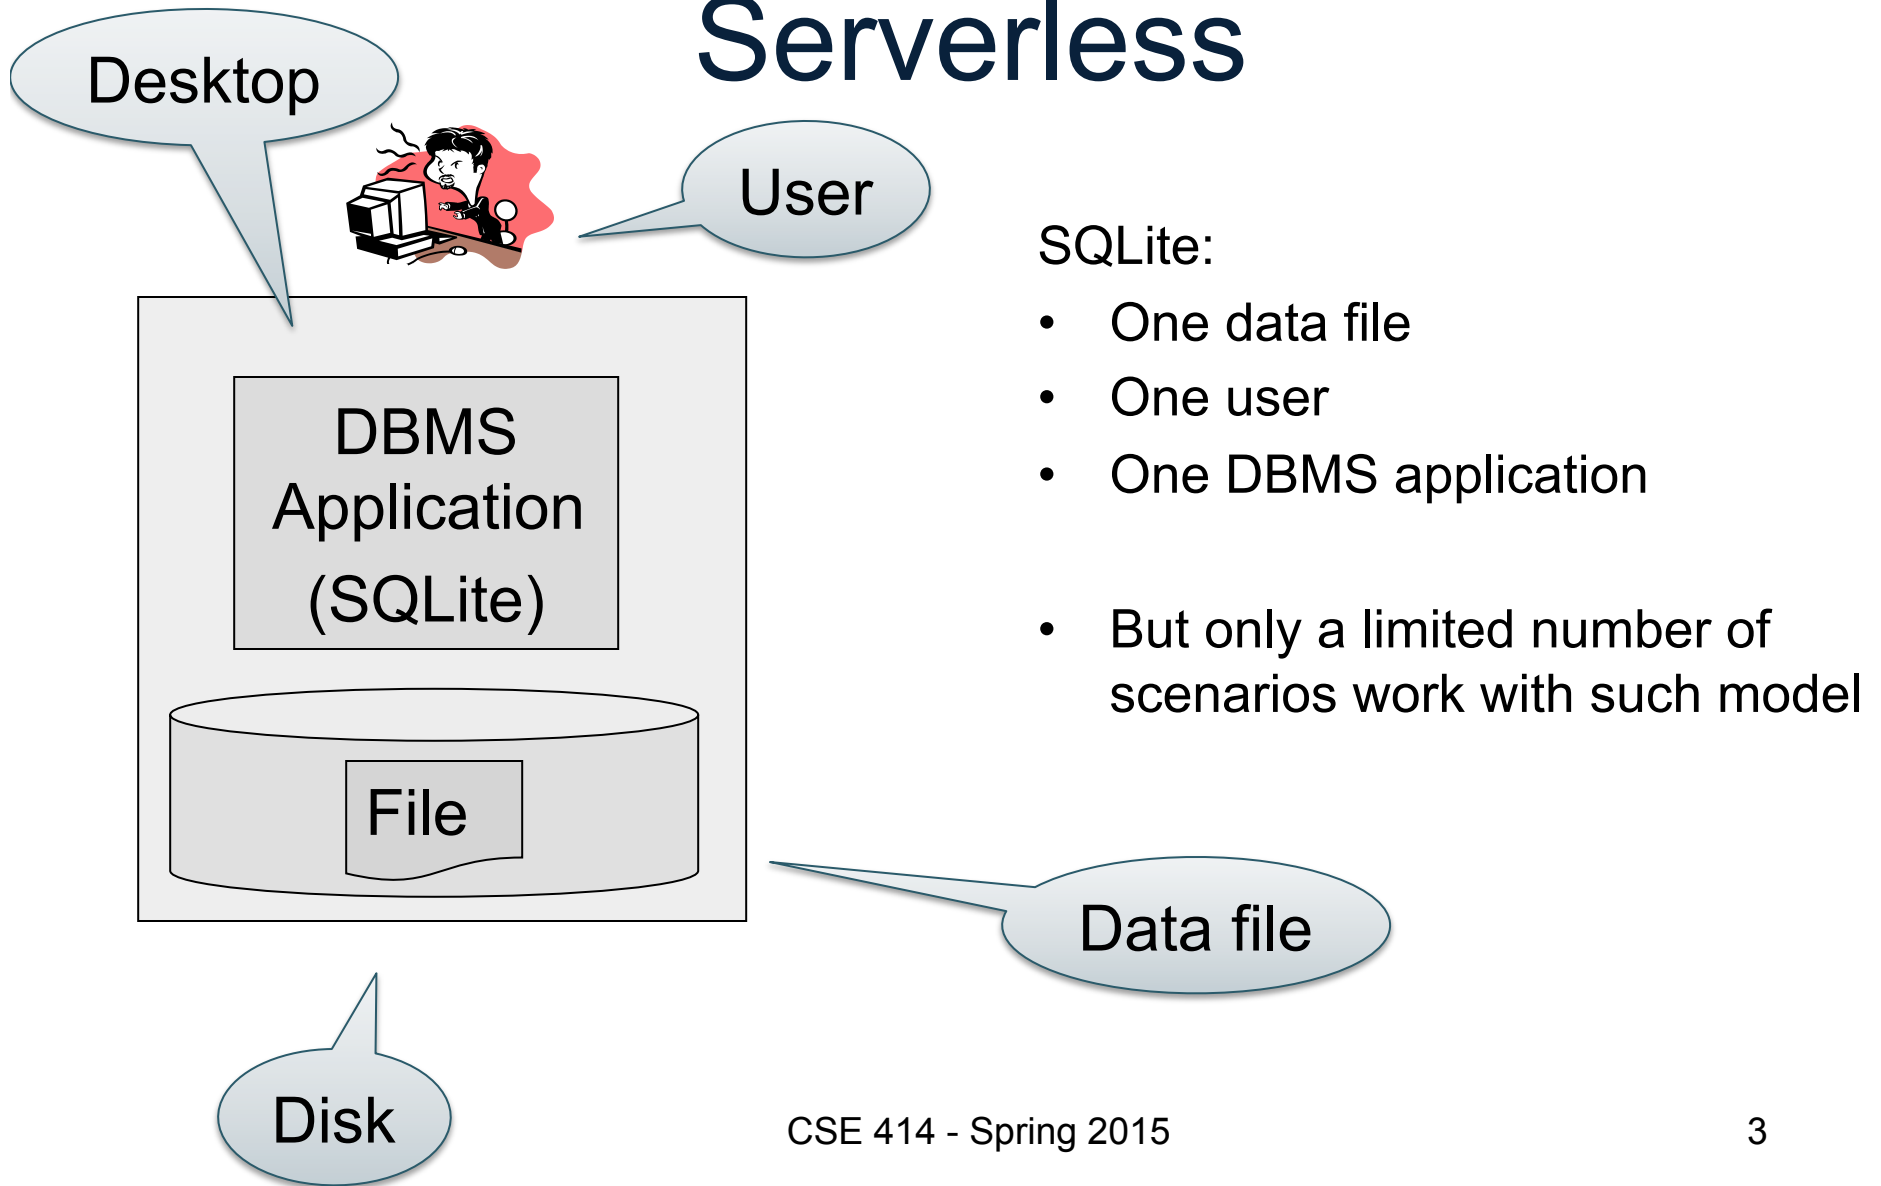 Serverless
Desktop
User
DBMS
Application
(SQLite)
File
Data file
Disk
SQLite:
• One data file
• One user
• One DBMS application
• But only a limited number of
scenarios work with such model
CSE 414 - Spring 2015
3